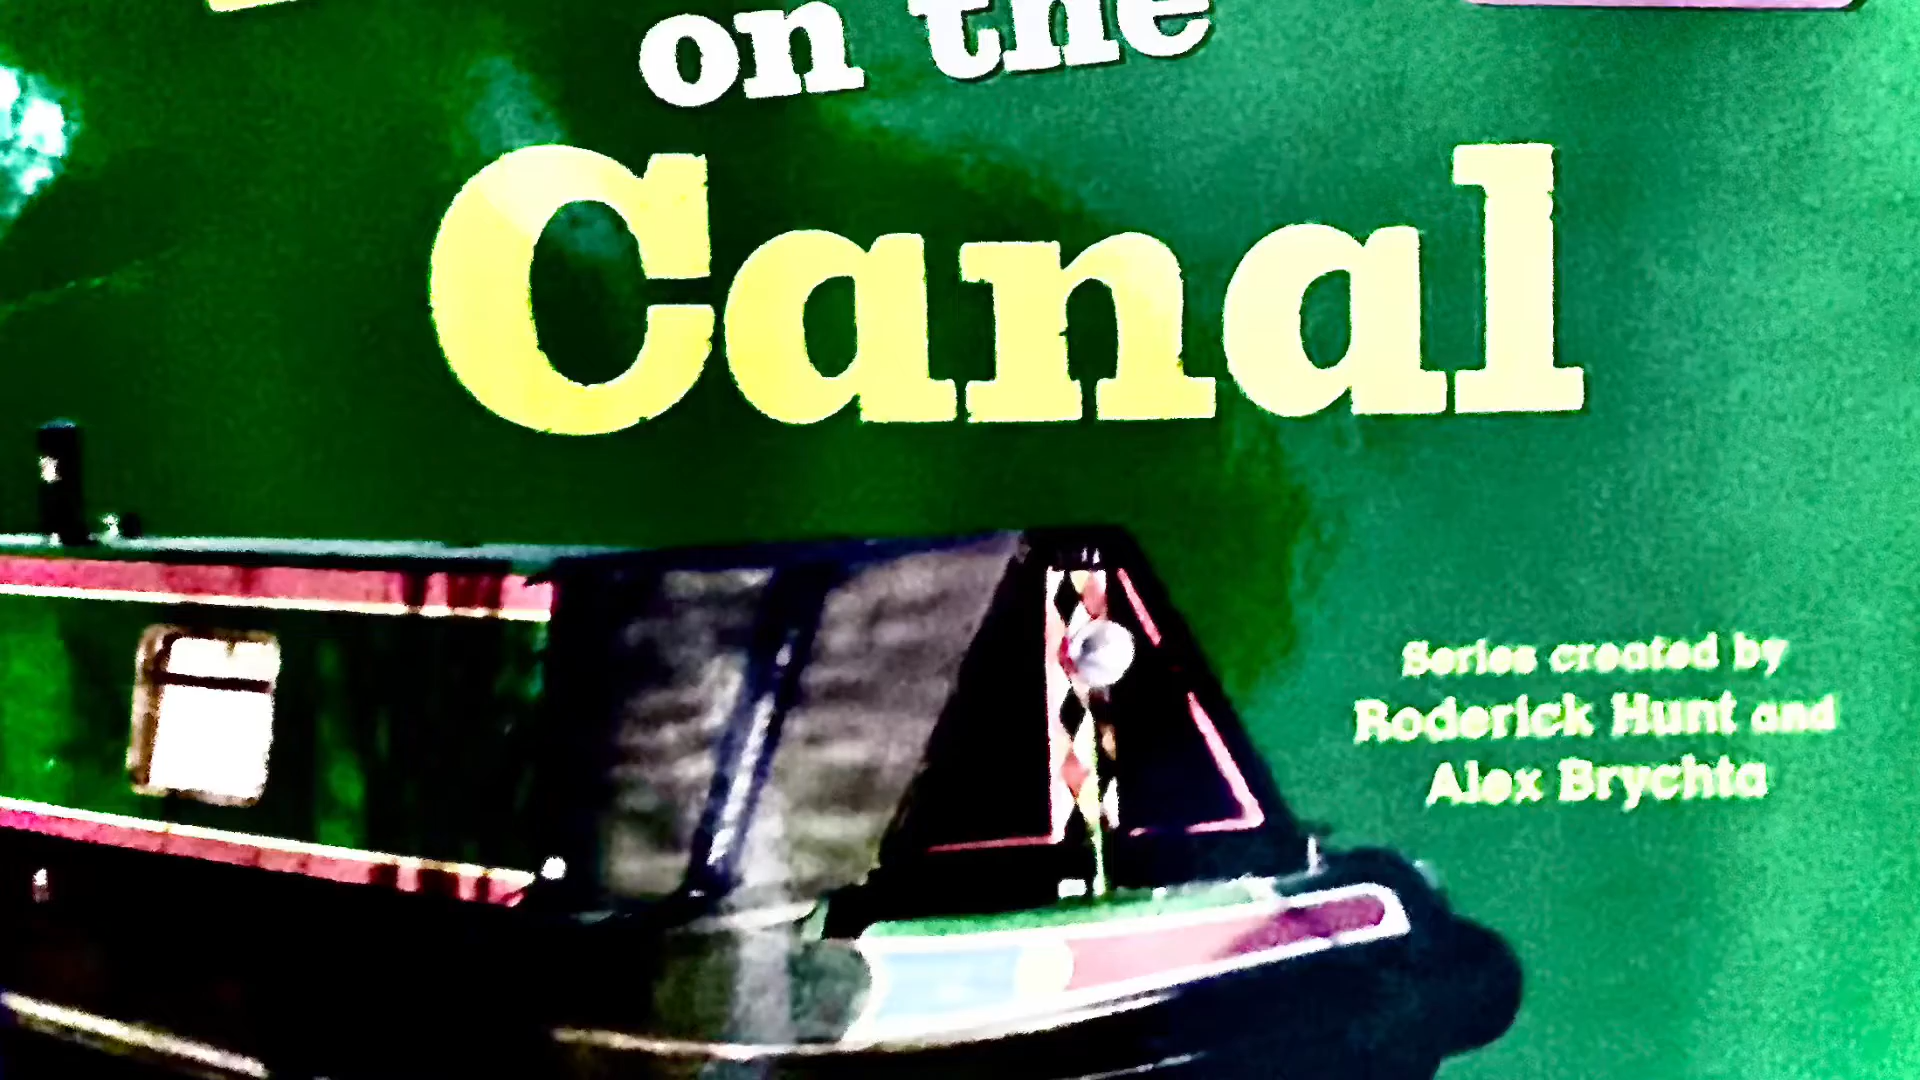 on the
Canal
Series created by
Roderick Hunt and
Alex Brychta